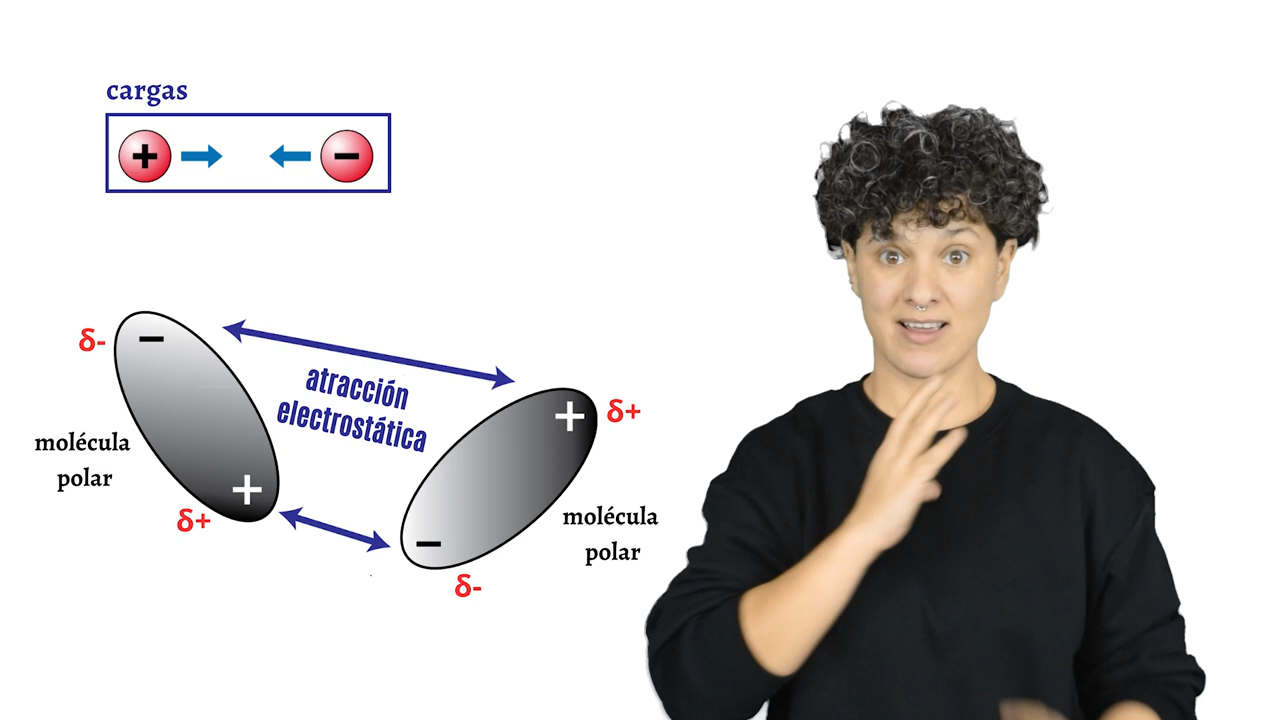 cargas
+ −
δ-
−
atracción
electrostática
+
δ+
molécula
polar
+
δ+
molécula
polar
−
δ-